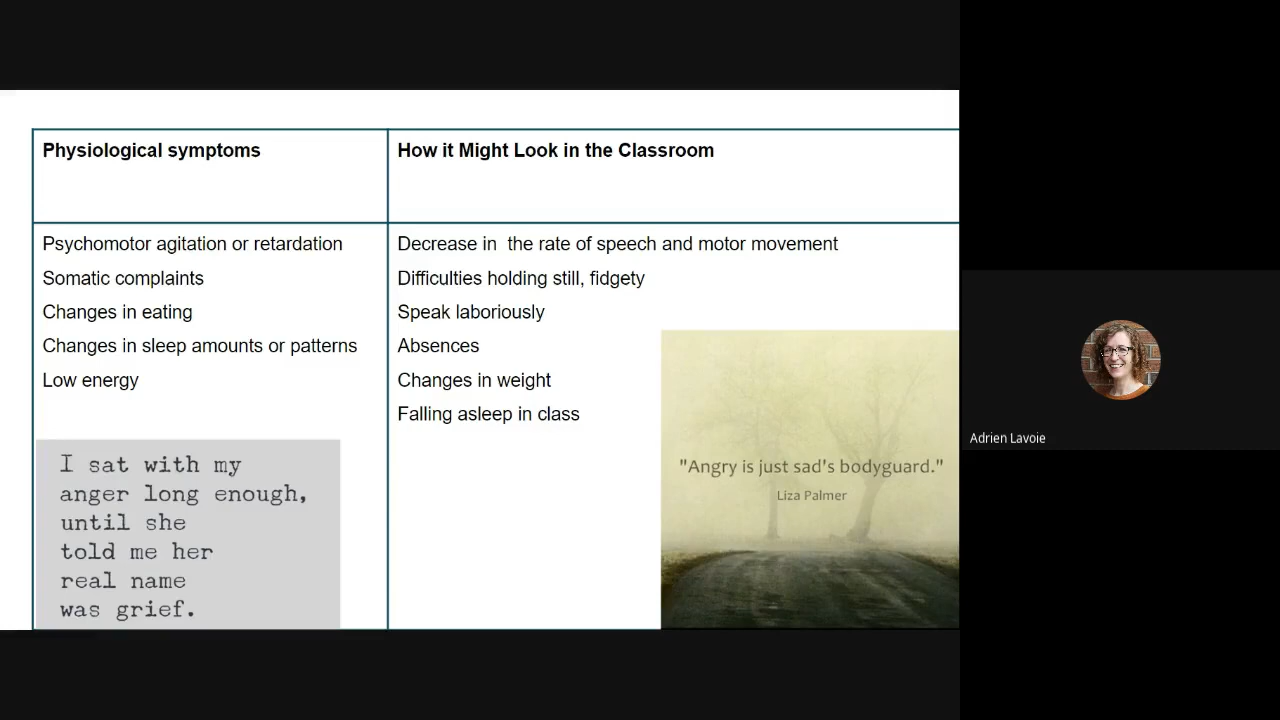 Physiological symptoms
How it Might Look in the Classroom
Psychomotor agitation or retardation
Somatic complaints
Changes in eating
Changes in sleep amounts or patterns
Low energy
Decrease in  the rate of speech and motor movement
Difficulties holding still, fidgety
Speak laboriously
Absences
Changes in weight
Falling asleep in class
I sat with my
anger long enough,
until she
told me her
real name
was grief.
"Angry is just sad's bodyguard."
Liza Palmer
Adrien Lavoie